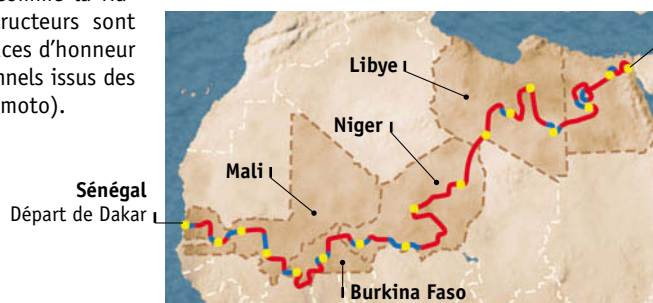 ructeurs sont
ces d'honneur
nnels issus des
moto).
Libye
Niger
Mali
Sénégal
Départ de Dakar
Burkina Faso